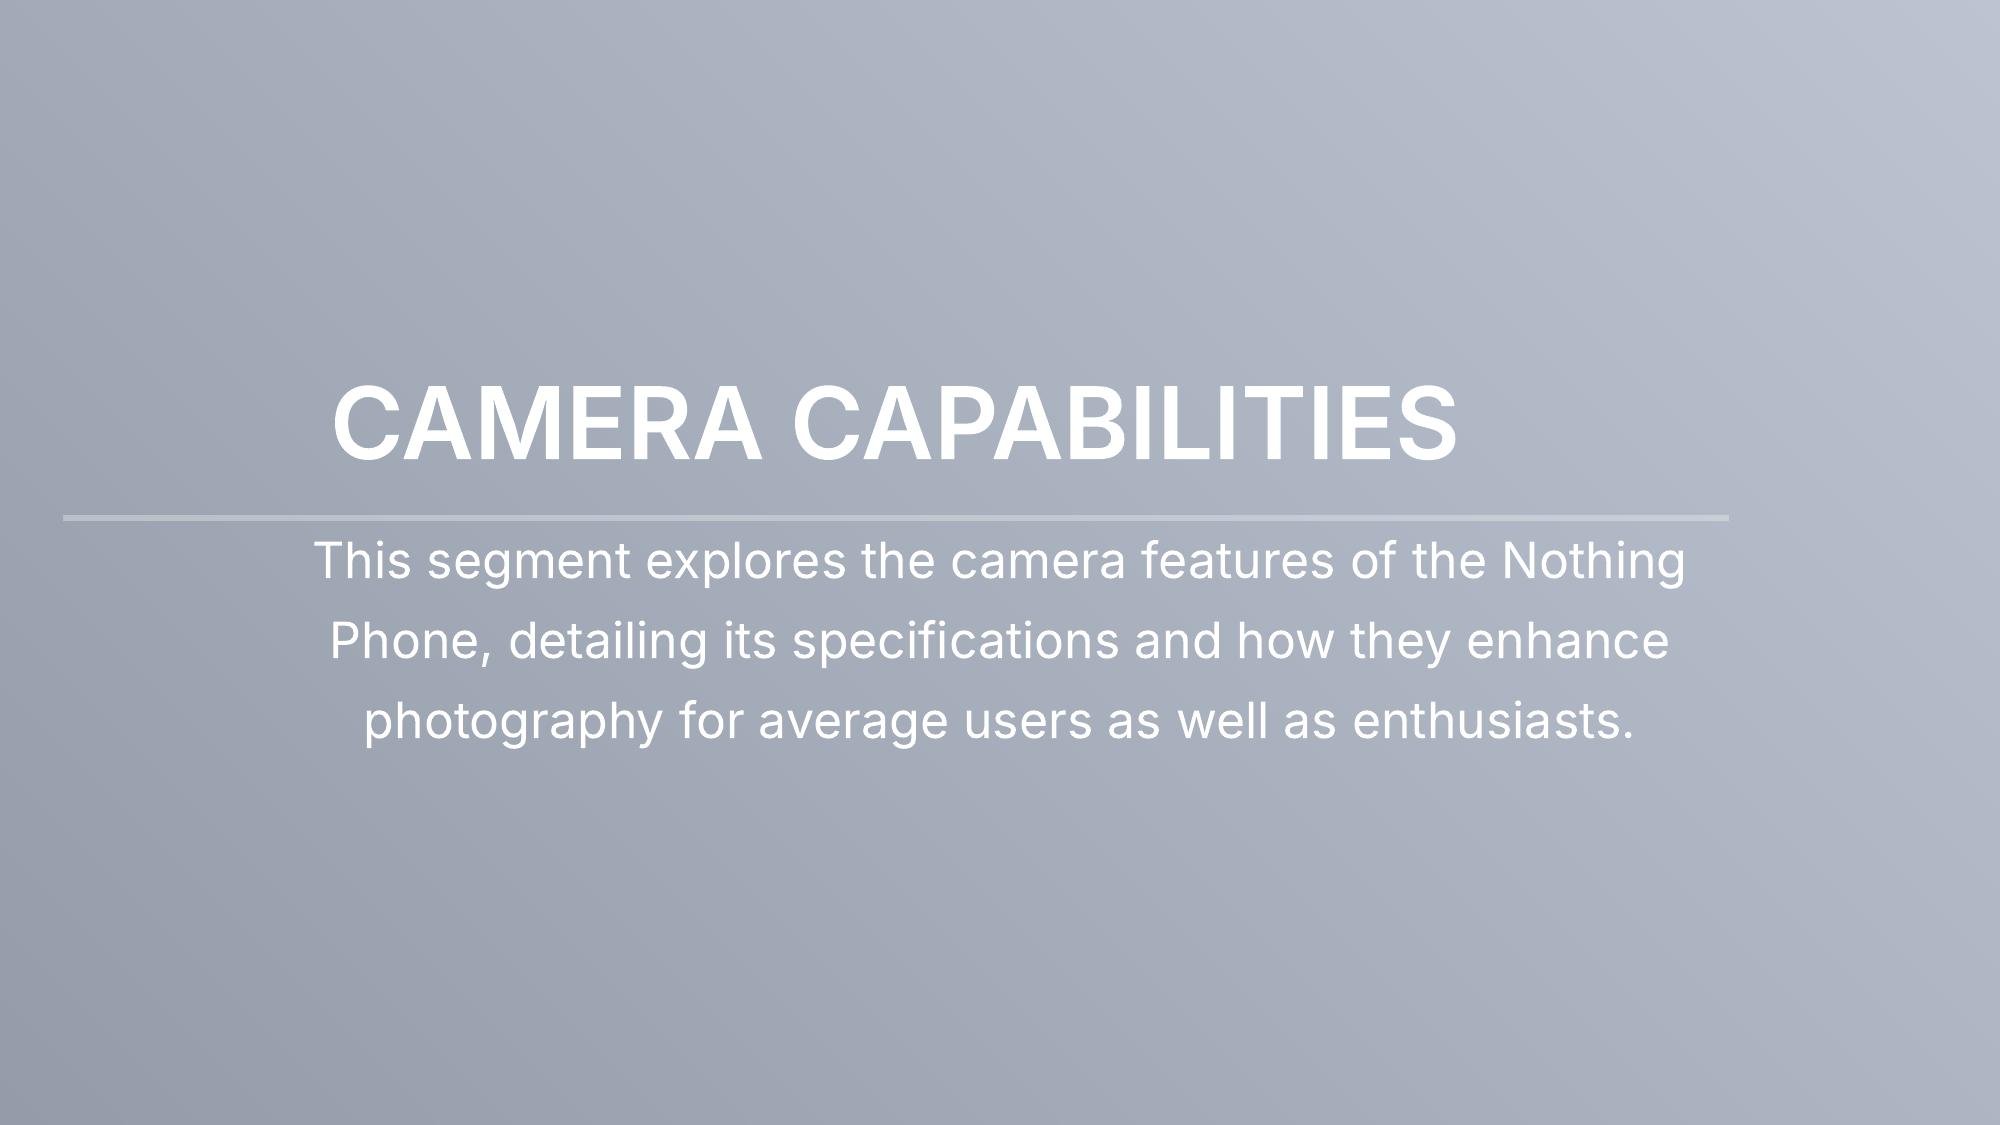 CAMERA CAPABILITIES
This segment explores the camera features of the Nothing
Phone, detailing its specifications and how they enhance
photography for average users as well as enthusiasts.